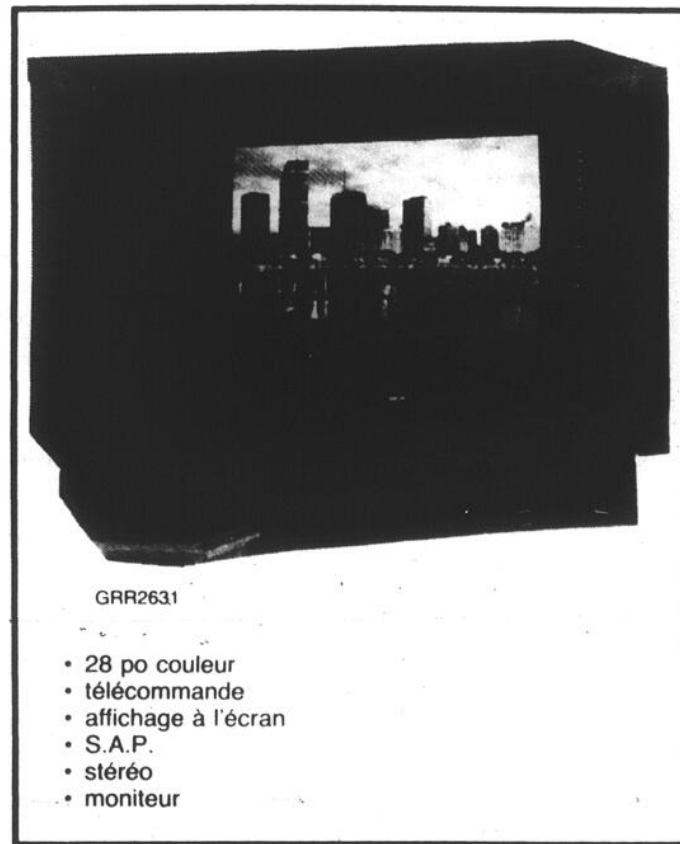 GRR2631
• 28 po couleur
• télécommande
• affichage à l'écran
• S.A.P.
• stéréo
• moniteur